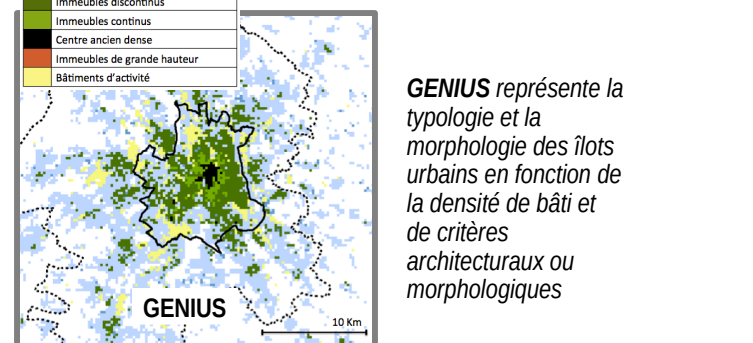 Immeubles discontinus
Immeubles continus
Centre ancien dense
Immeubles de grande hauteur
Bâtiments d'activité
GENIUS
10 Km
GENIUS représente la
typologie et la
morphologie des îlots
urbains en fonction de
la densité de bâti et
de critères
architecturaux ou
morphologiques